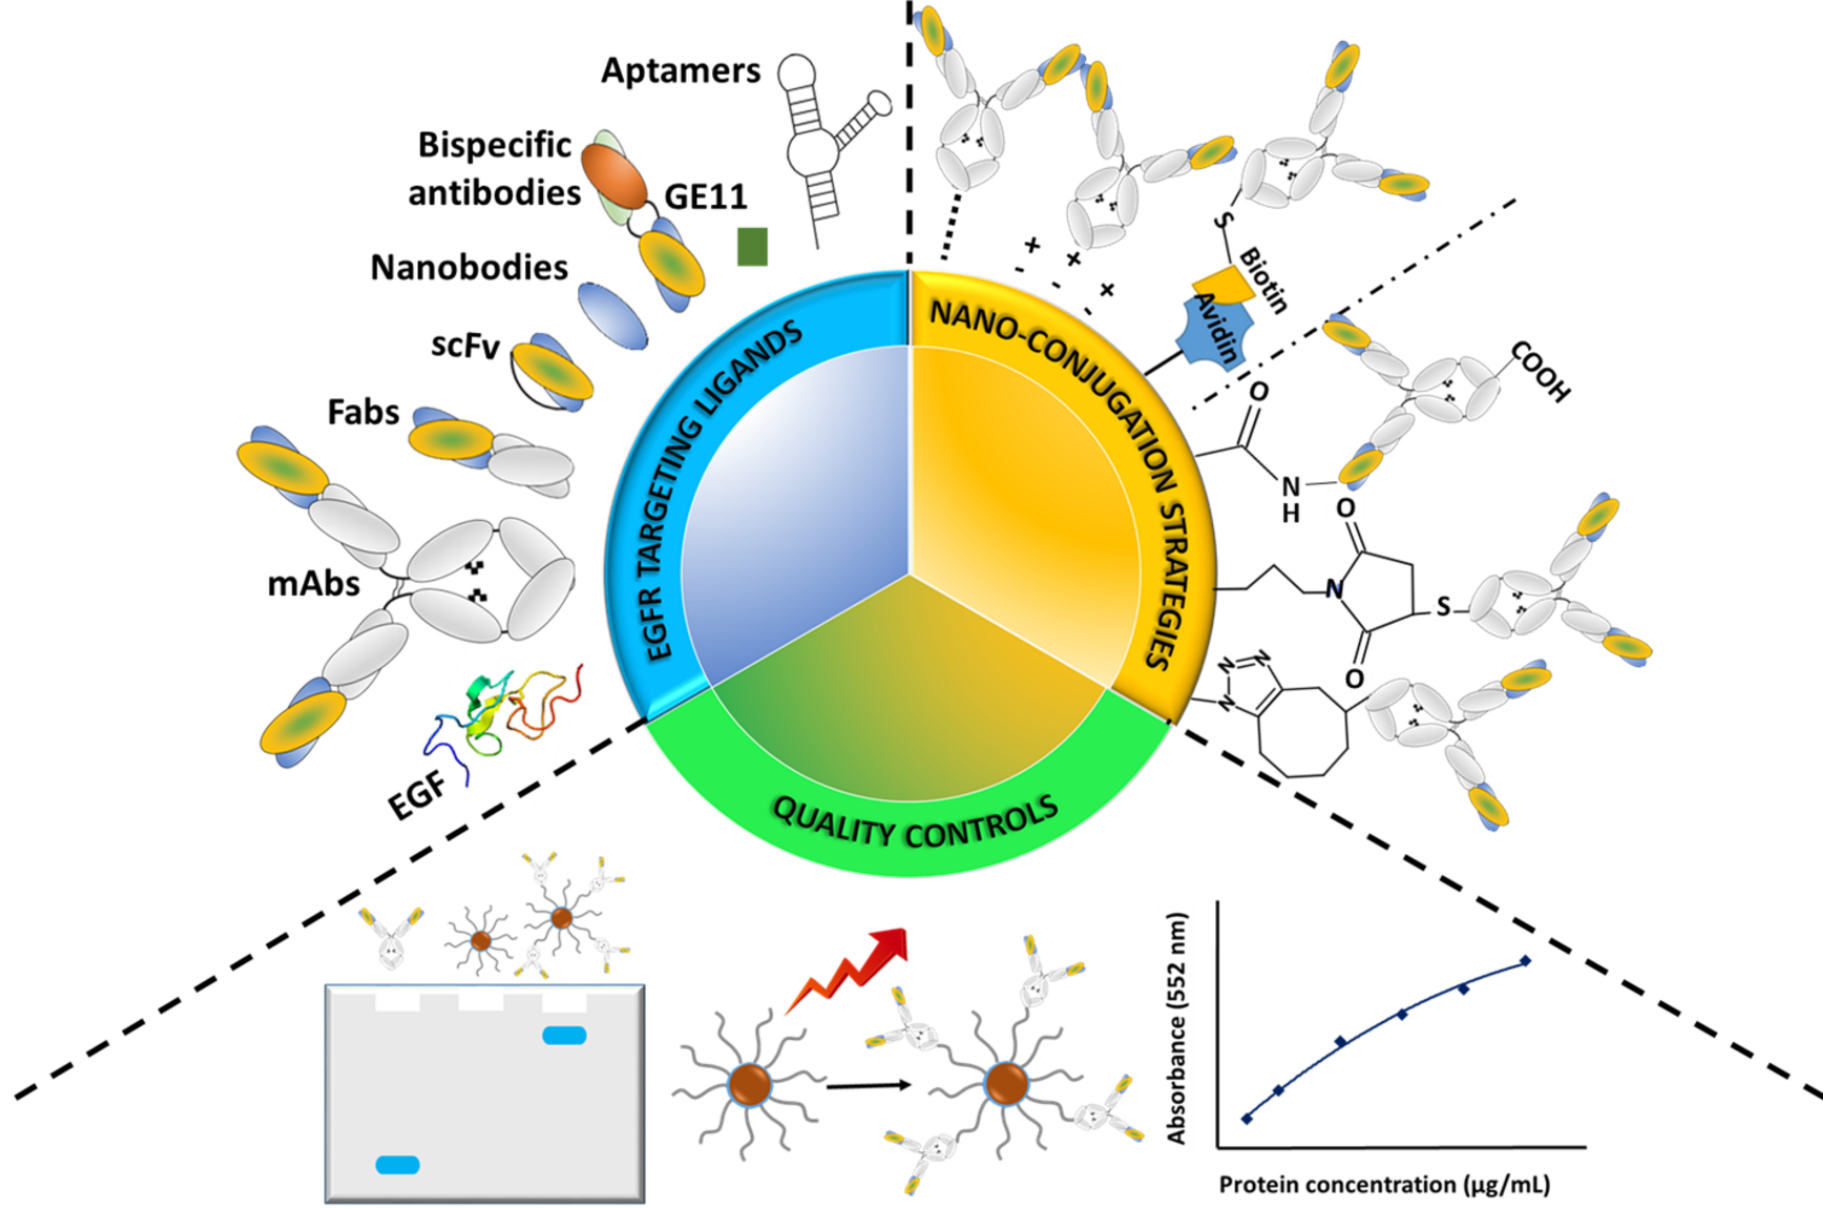 Aptamers
Bispecific
antibodies
GE11
Nanobodies
scFv
Fabs
mAbs
EGF
EGFR TARGETING LIGANDS
NANO-CONJUGATION STRATEGIES
QUALITY CONTROLS
+
+
+
-
-
-
S
Biotin
Avidin
COOH
O
N
H
O
N
S
O
N
N
N
Absorbance (552 nm)
Protein concentration (µg/mL)